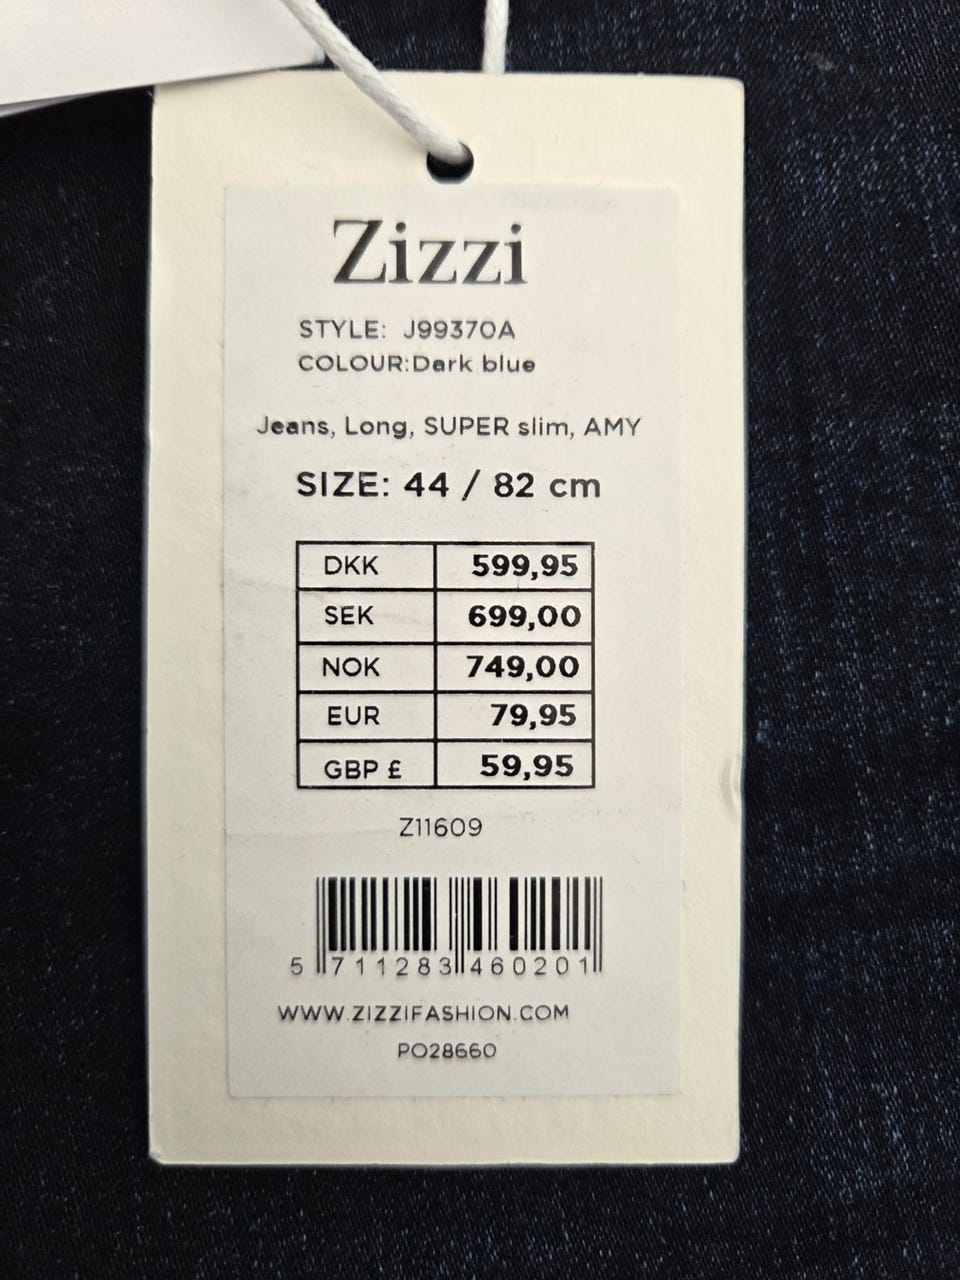 Zizzi
STYLE: J99370A
COLOUR:Dark blue
Jeans, Long, SUPER slim, AMY
SIZE: 44 / 82 cm
DKK 599,95
SEK 699,00
NOK 749,00
EUR 79,95
GBP £ 59,95
Z11609
5 711283 460201
WWW.ZIZZIFASHION.COM
PO28660